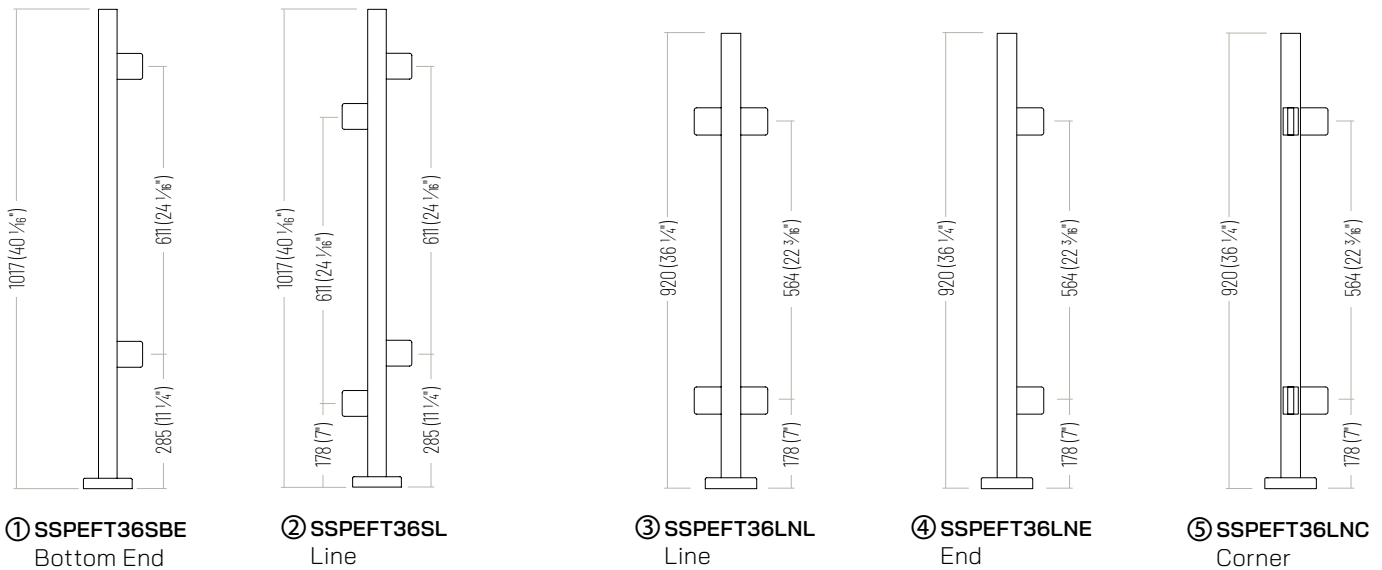 1017 (40 1⁄16")
611 (24 1⁄16")
285 (11 1⁄4")
① SSPEFT36SBE
Bottom End
1017 (40 1⁄16")
611 (24 1⁄16")
178 (7")
611 (24 1⁄16")
285 (11 1⁄4")
② SSPEFT36SL
Line
920 (36 1⁄4")
564 (22 3⁄16")
178 (7")
③ SSPEFT36LNL
Line
920 (36 1⁄4")
564 (22 3⁄16")
178 (7")
④ SSPEFT36LNE
End
920 (36 1⁄4")
564 (22 3⁄16")
178 (7")
⑤ SSPEFT36LNC
Corner